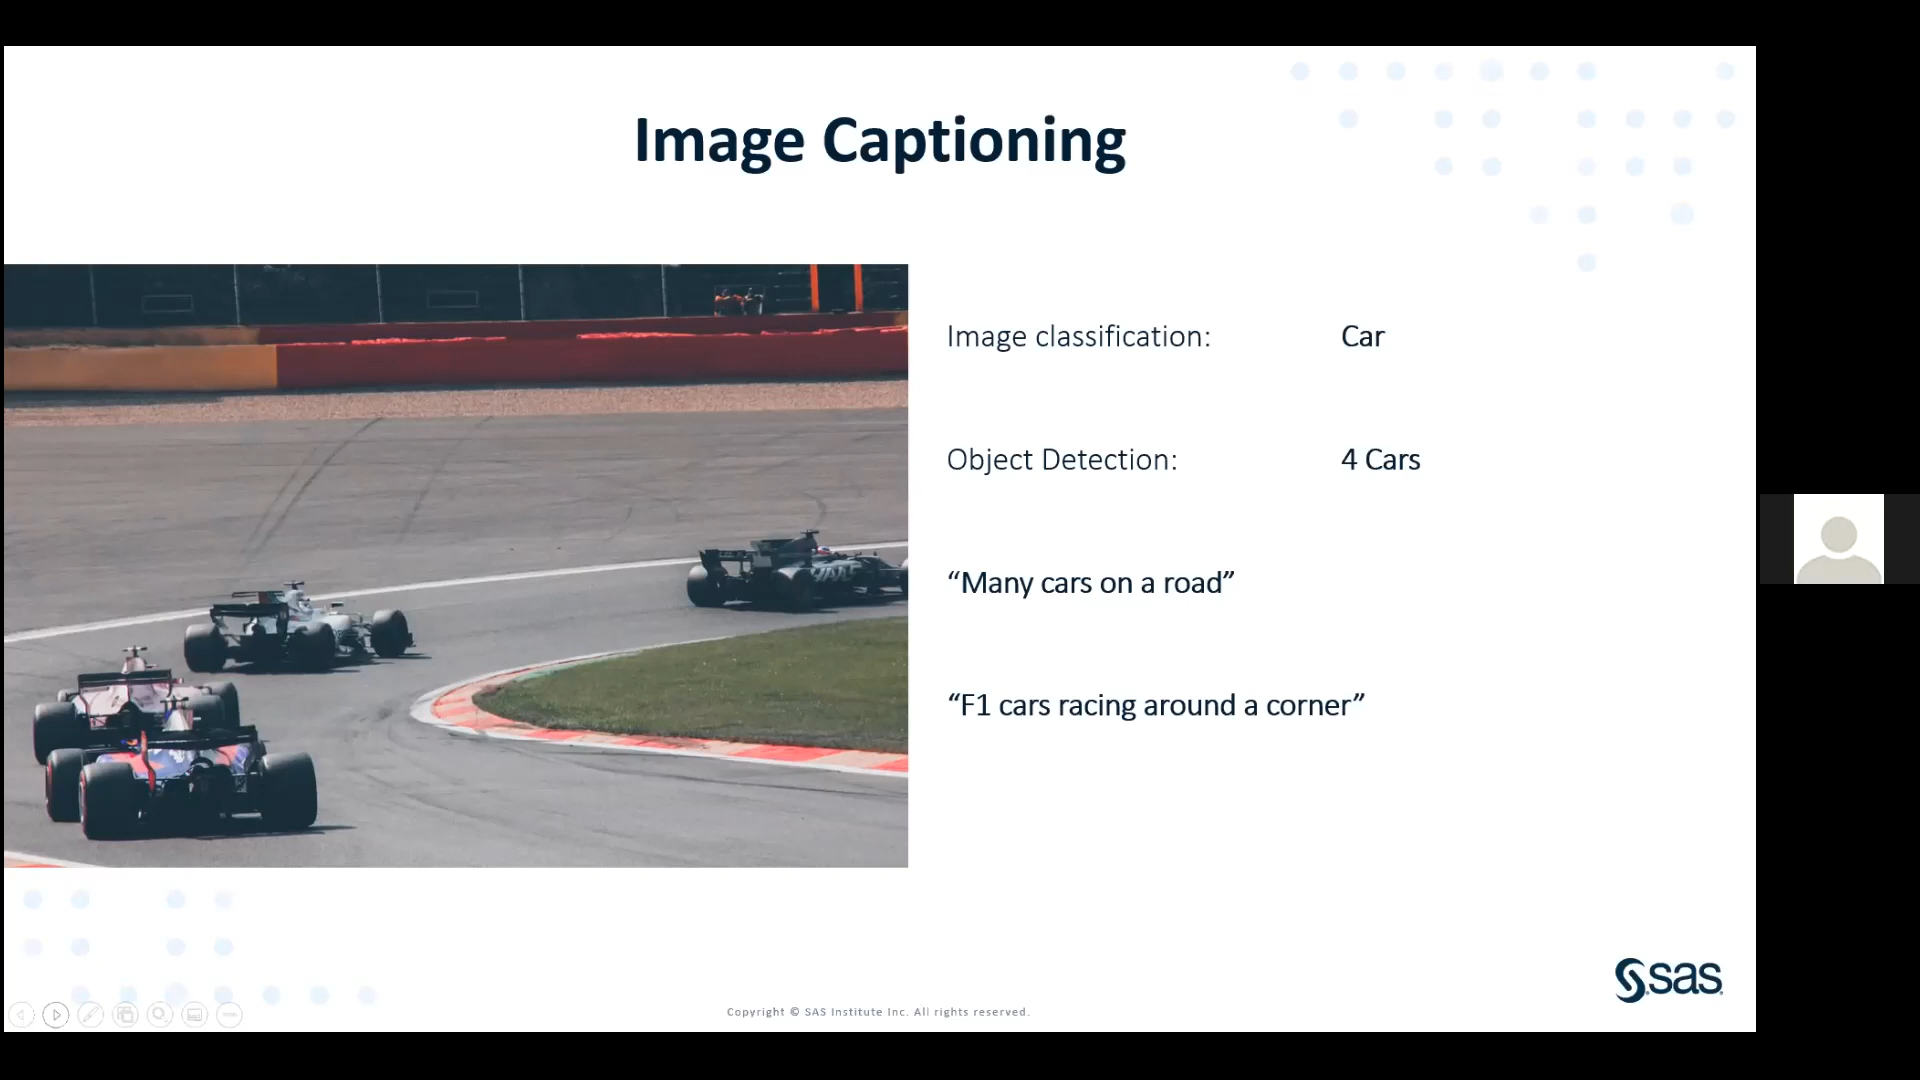 Image Captioning
Image classification: Car
Object Detection: 4 Cars
“Many cars on a road”
“F1 cars racing around a corner”
HAAS
sas
Copyright © SAS Institute Inc. All rights reserved.